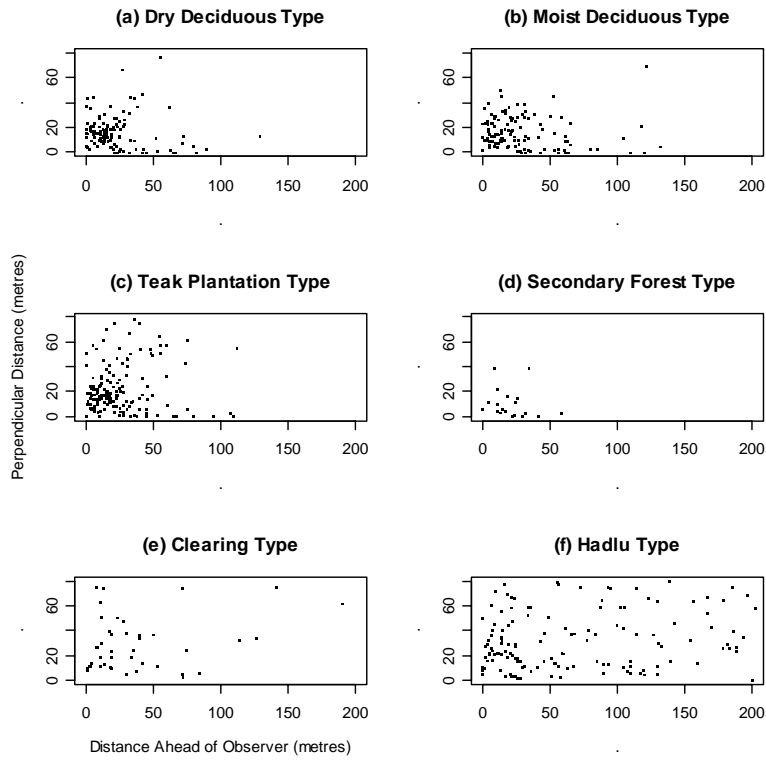 (a) Dry Deciduous Type
(b) Moist Deciduous Type
0 20 60
0 50 100 150 200
0 20 60
0 50 100 150 200
Perpendicular Distance (metres)
(c) Teak Plantation Type
(d) Secondary Forest Type
0 20 60
0 50 100 150 200
0 20 60
0 50 100 150 200
(e) Clearing Type
(f) Hadlu Type
0 20 60
0 50 100 150 200
0 20 60
0 50 100 150 200
Distance Ahead of Observer (metres)